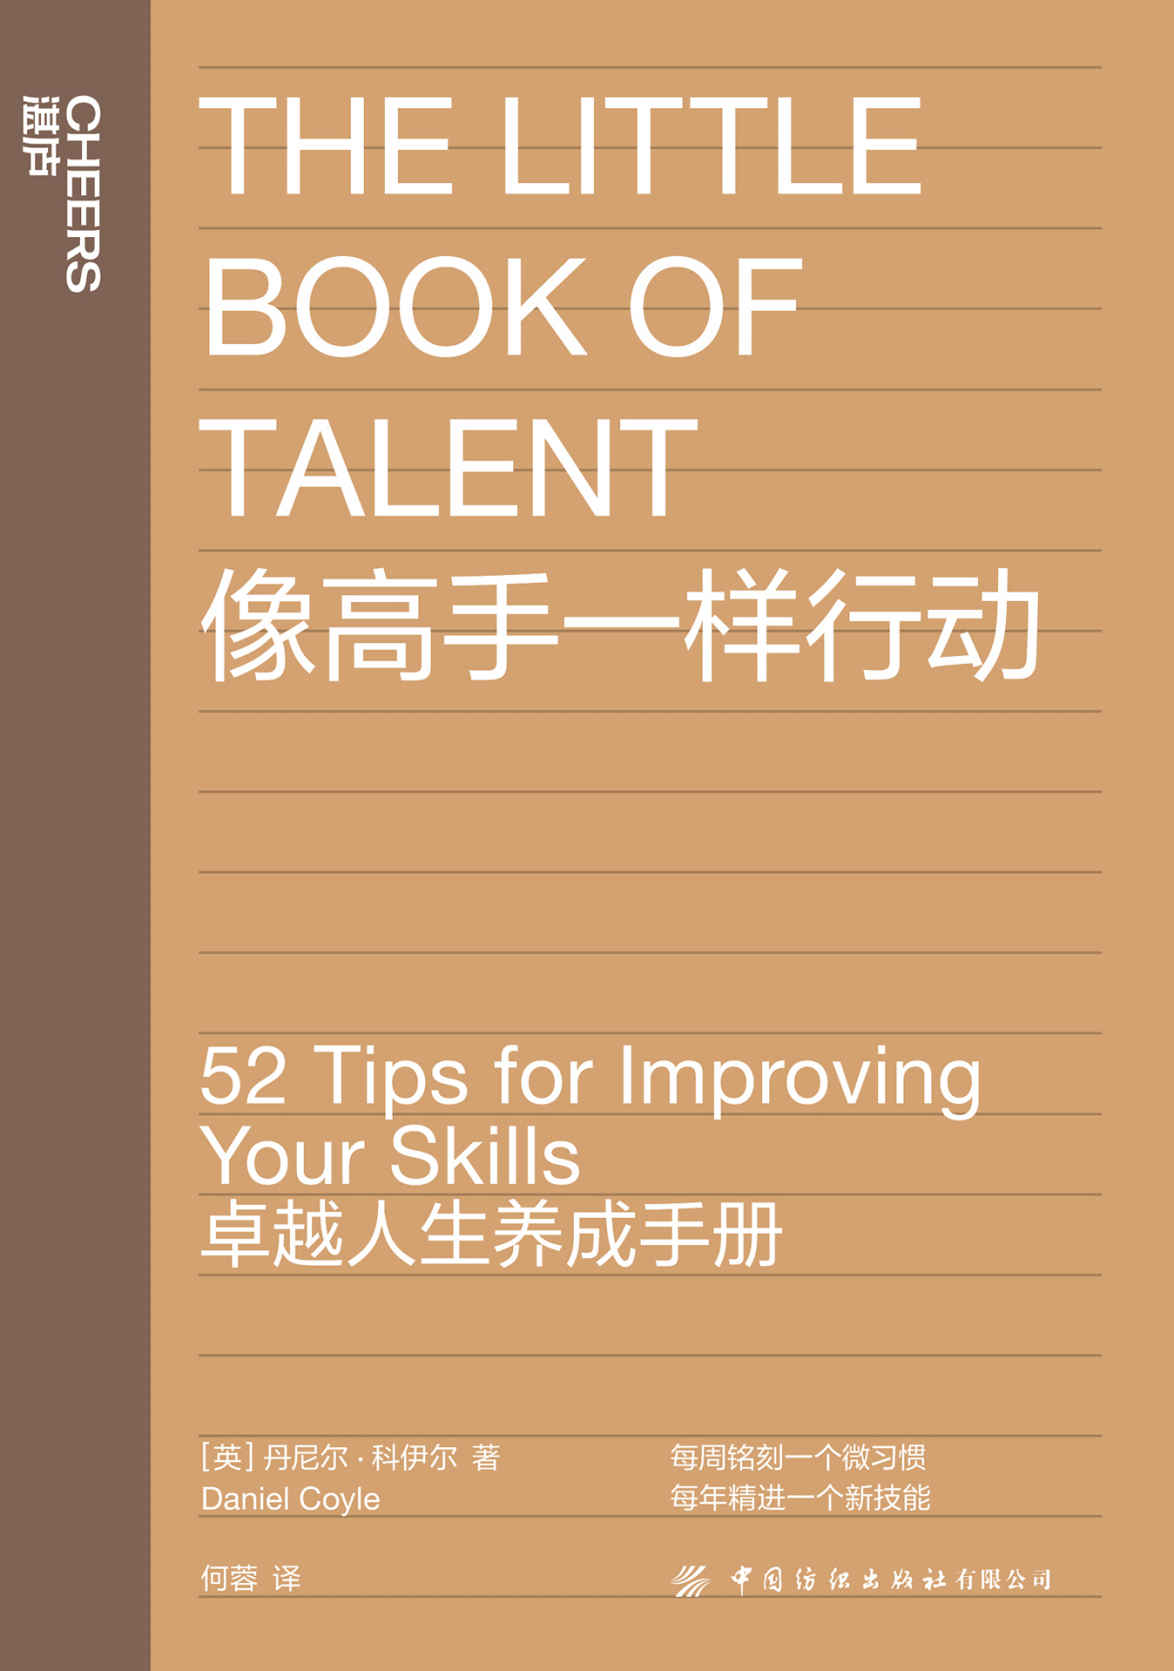 CHEERS
湛庐
THE LITTLE
BOOK OF
TALENT
像高手一样行动
52 Tips for Improving
Your Skills
卓越人生养成手册
[英] 丹尼尔·科伊尔 著
Daniel Coyle
每周铭刻一个微习惯
每年精进一个新技能
何蓉 译
中国纺织出版社有限公司